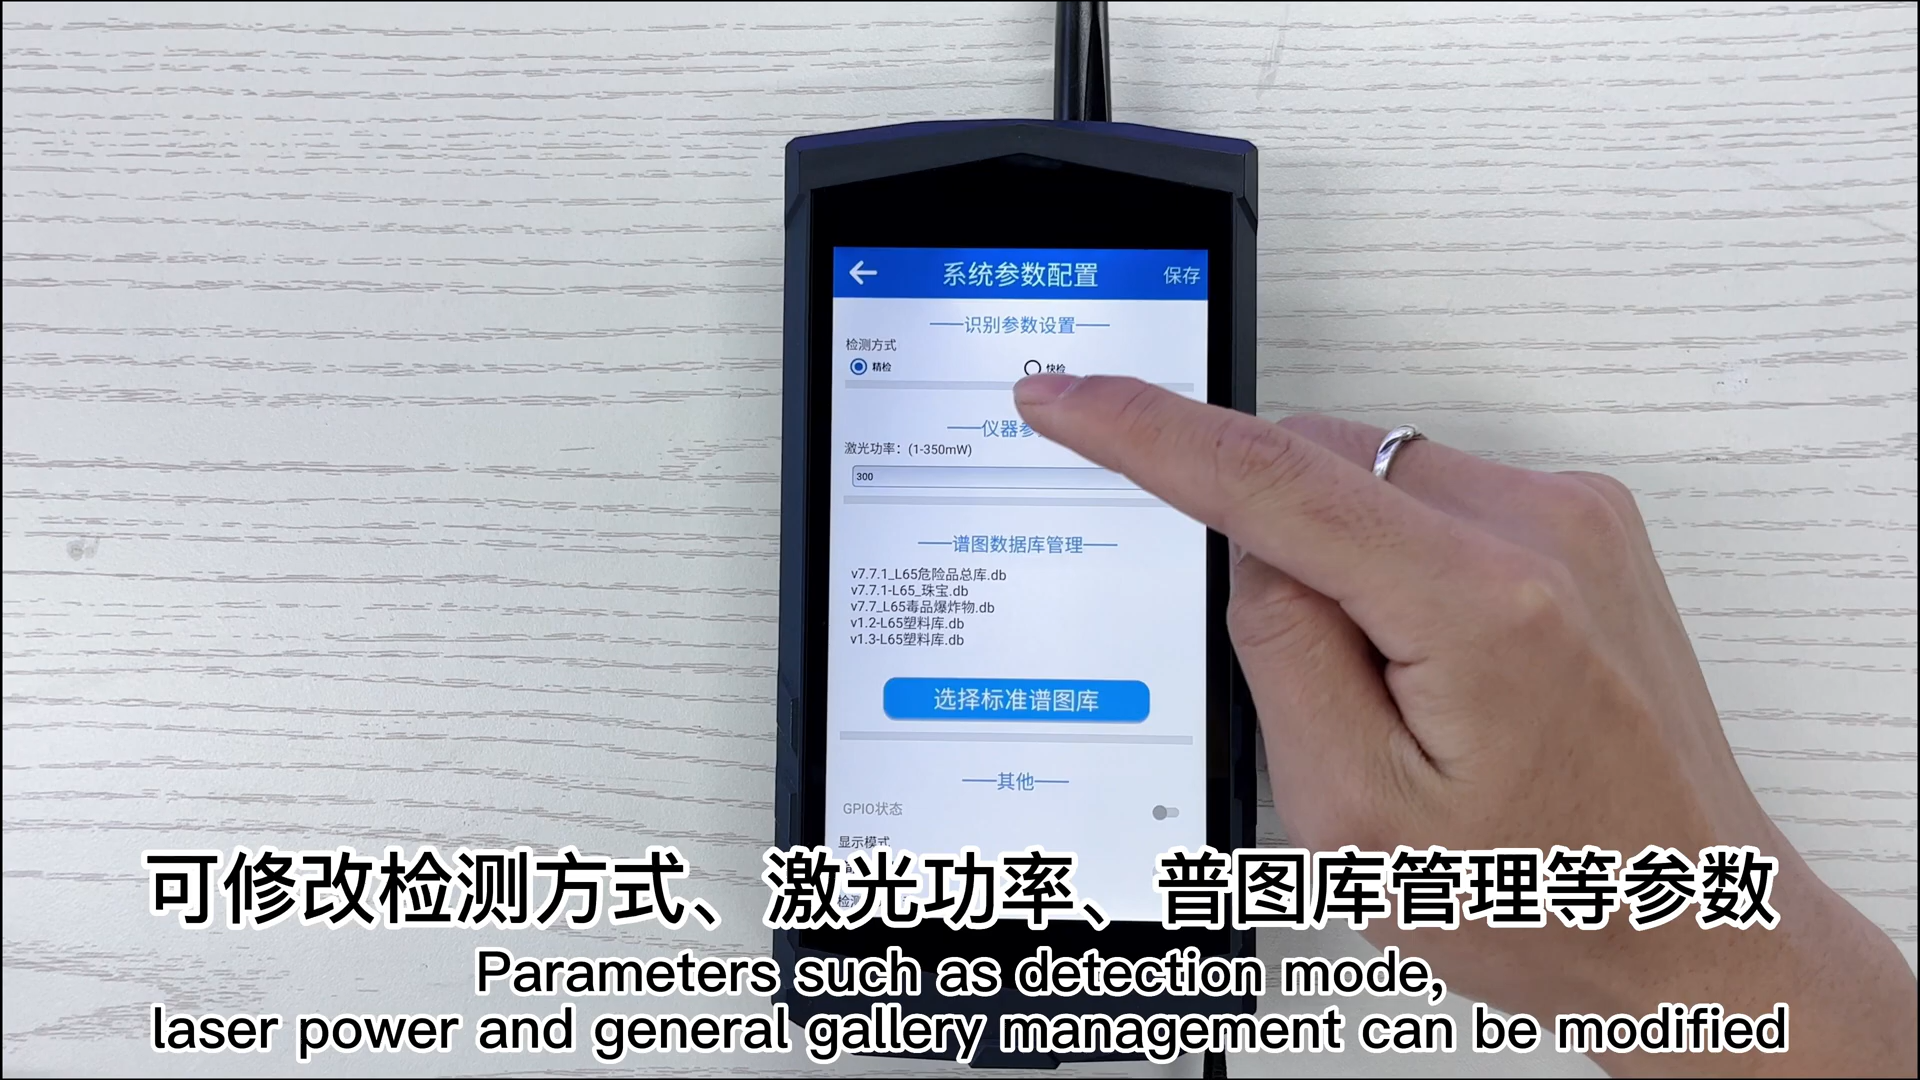 系统参数配置 保存
识别参数设置
检测方式
精检 快检
仪器参
激光功率：(1-350mW)
300
谱图数据库管理
v7.7.1_L65危险品总库.db
v7.7.1-L65_珠宝.db
v7.7_L65毒品爆炸物.db
v1.2-L65塑料库.db
v1.3-L65塑料库.db
选择标准谱图库
其他
GPIO状态
显示模式
可修改检测方式、激光功率、普图库管理等参数
Parameters such as detection mode,
laser power and general gallery management can be modified